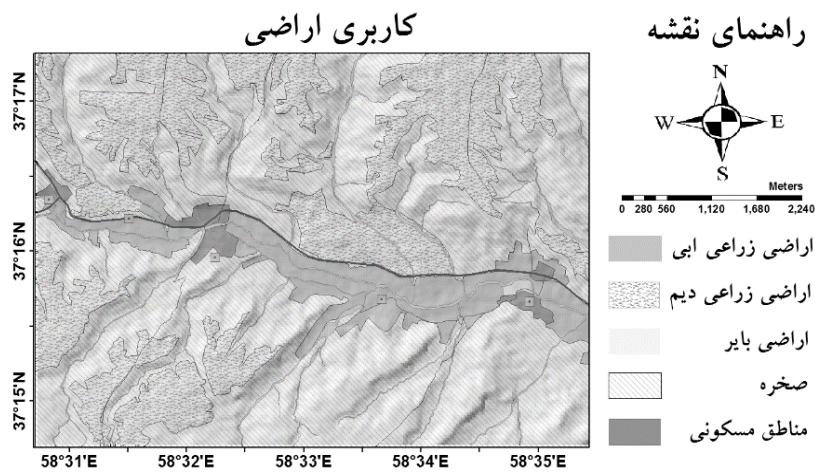 کاربری اراضی
راهنمای نقشه
N
W E
S
Meters
0 280 560 1,120 1,680 2,240
اراضی زراعی ابی
اراضی زراعی دیم
اراضی بایر
صخره
مناطق مسکونی
37°17'N
37°16'N
37°15'N
58°31'E 58°32'E 58°33'E 58°34'E 58°35'E